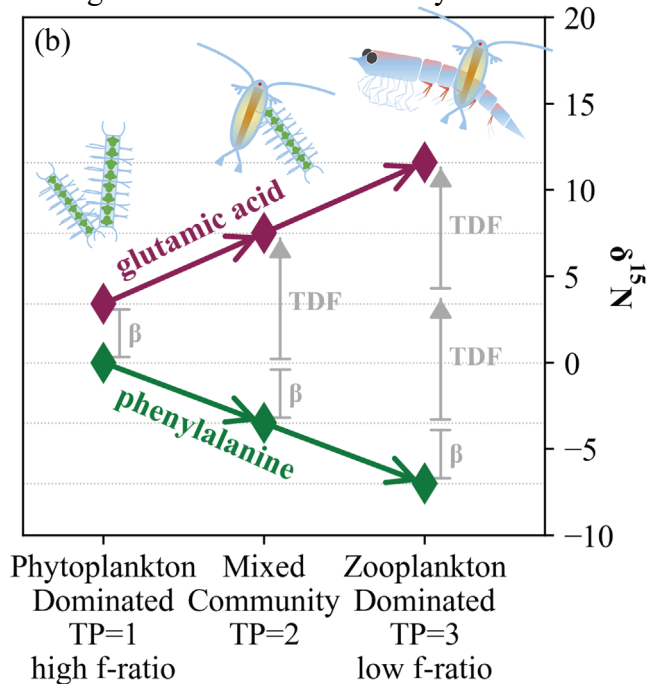 (b)
20
15
10
5
0
−5
−10
δ¹⁵N
glutamic acid
phenylalanine
β
TDF
β
TDF
TDF
β
Phytoplankton
Dominated
TP=1
high f-ratio
Mixed
Community
TP=2
Zooplankton
Dominated
TP=3
low f-ratio